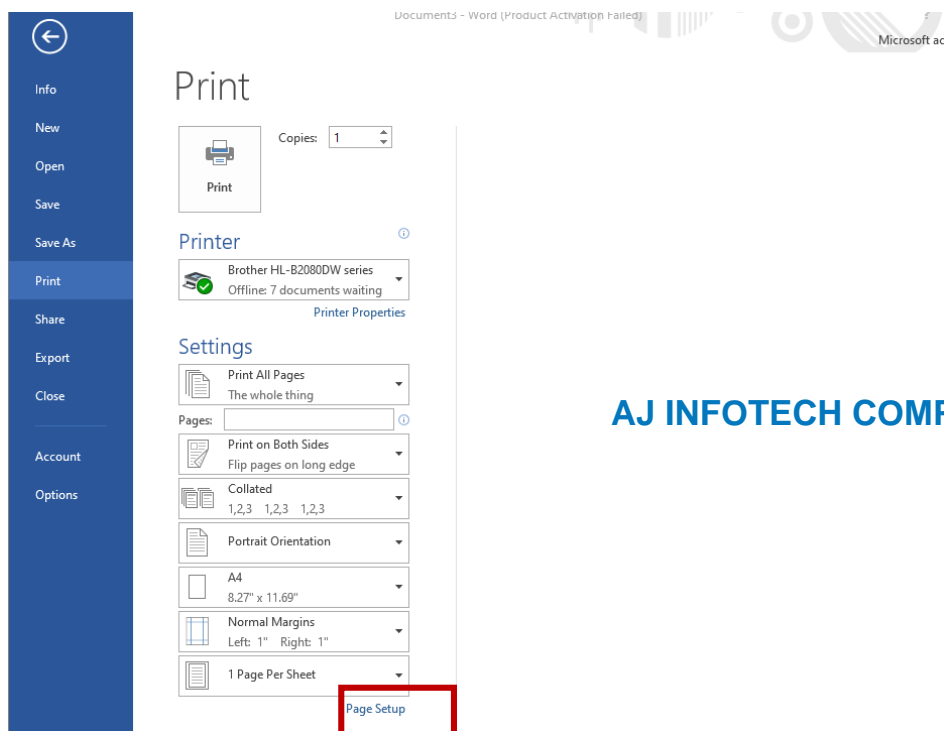 Document3 - Word (Product Activation Failed)
?
Microsoft ac
Info
New
Open
Save
Save As
Print
Share
Export
Close
Account
Options
Print
Print
Copies: 1
Printer
Brother HL-B2080DW series
Offline: 7 documents waiting
Printer Properties
Settings
Print All Pages
The whole thing
Pages:
Print on Both Sides
Flip pages on long edge
Collated
1,2,3 1,2,3 1,2,3
Portrait Orientation
A4
8.27" x 11.69"
Normal Margins
Left: 1" Right: 1"
1 Page Per Sheet
Page Setup
AJ INFOTECH COMP